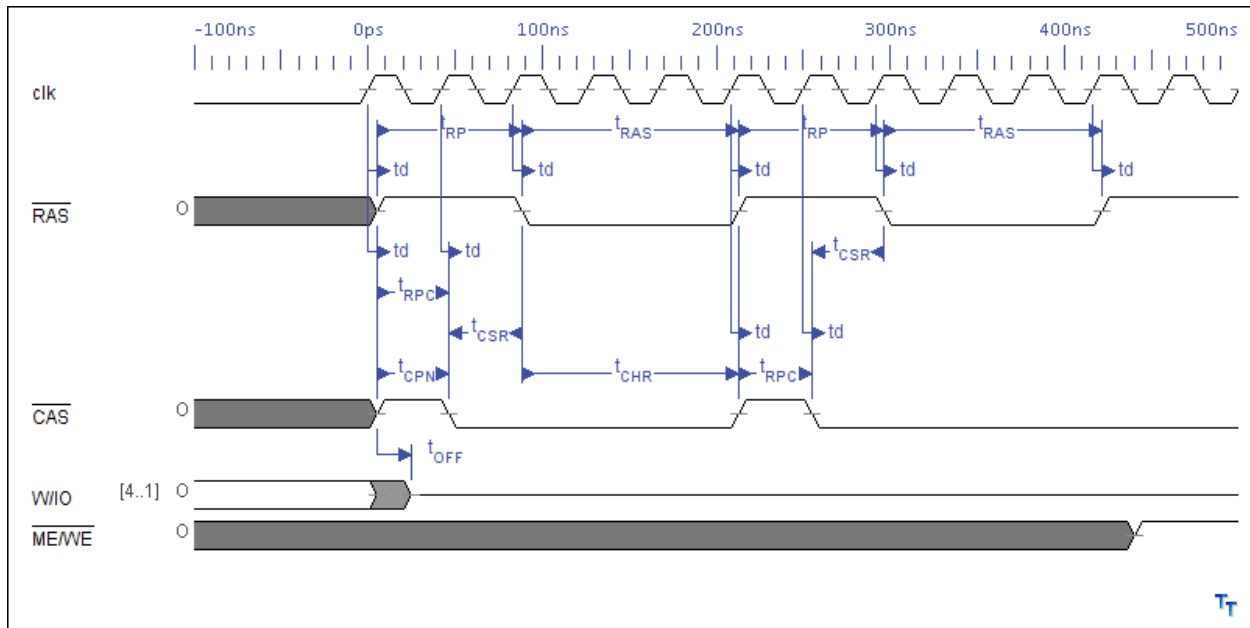 -100ns 0ps 100ns 200ns 300ns 400ns 500ns
clk
tRP tRAS tRP tRAS
td td td td td
RAS O
td td tCSR
tRPC
tCSR td td
tCPN tCHR tRPC
CAS O
tOFF
W/IO [4..1] O
ME/WE O
TT